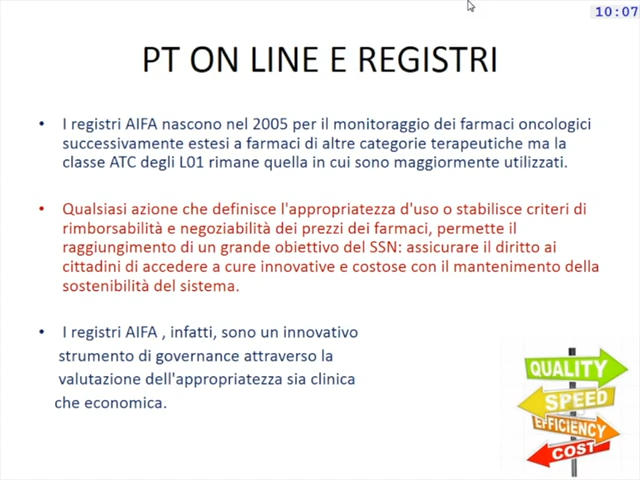 10:07
PT ON LINE E REGISTRI
• I registri AIFA nascono nel 2005 per il monitoraggio dei farmaci oncologici
successivamente estesi a farmaci di altre categorie terapeutiche ma la
classe ATC degli L01 rimane quella in cui sono maggiormente utilizzati.
• Qualsiasi azione che definisce l'appropriatezza d'uso o stabilisce criteri di
rimborsabilità e negoziabilità dei prezzi dei farmaci, permette il
raggiungimento di un grande obiettivo del SSN: assicurare il diritto ai
cittadini di accedere a cure innovative e costose con il mantenimento della
sostenibilità del sistema.
• I registri AIFA , infatti, sono un innovativo
strumento di governance attraverso la
valutazione dell'appropriatezza sia clinica
che economica.
QUALITY
SPEED
EFFICIENCY
COST